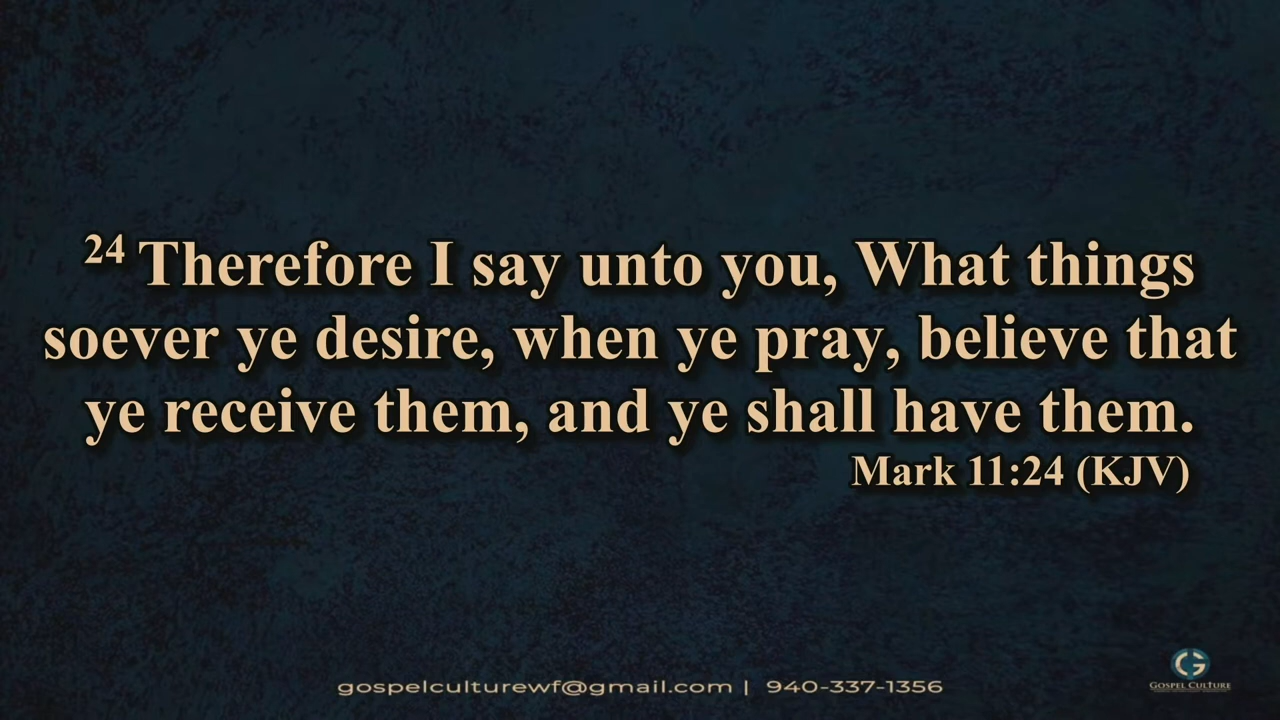 24 Therefore I say unto you, What things
soever ye desire, when ye pray, believe that
ye receive them, and ye shall have them.
Mark 11:24 (KJV)
gospelculturewf@gmail.com | 940-337-1356
GOSPEL CULTURE